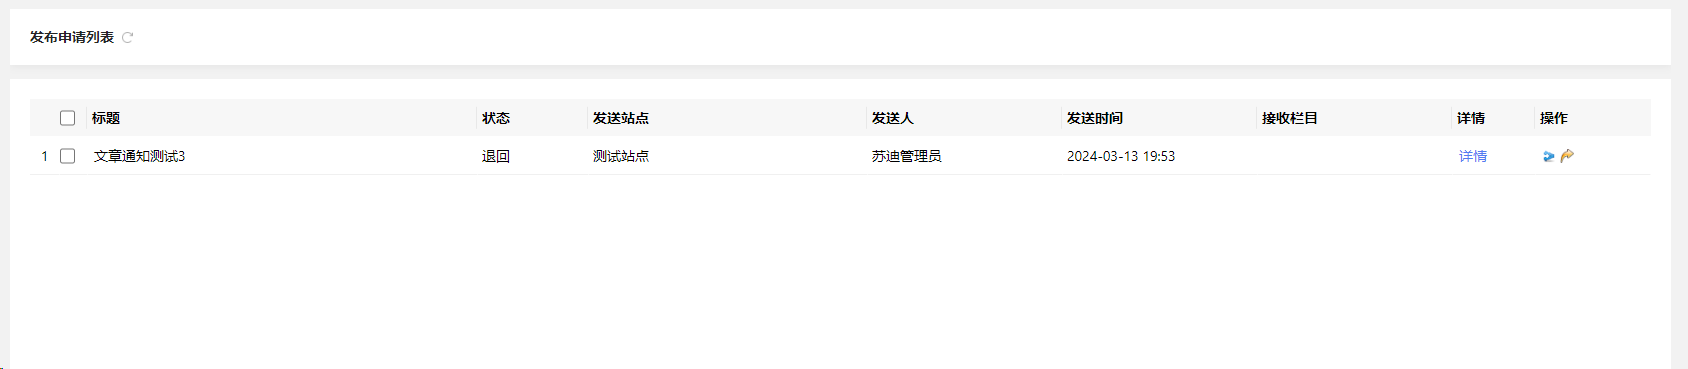 发布申请列表
标题 状态 发送站点 发送人 发送时间 接收栏目 详情 操作
1 文章通知测试3 退回 测试站点 苏迪管理员 2024-03-13 19:53 详情